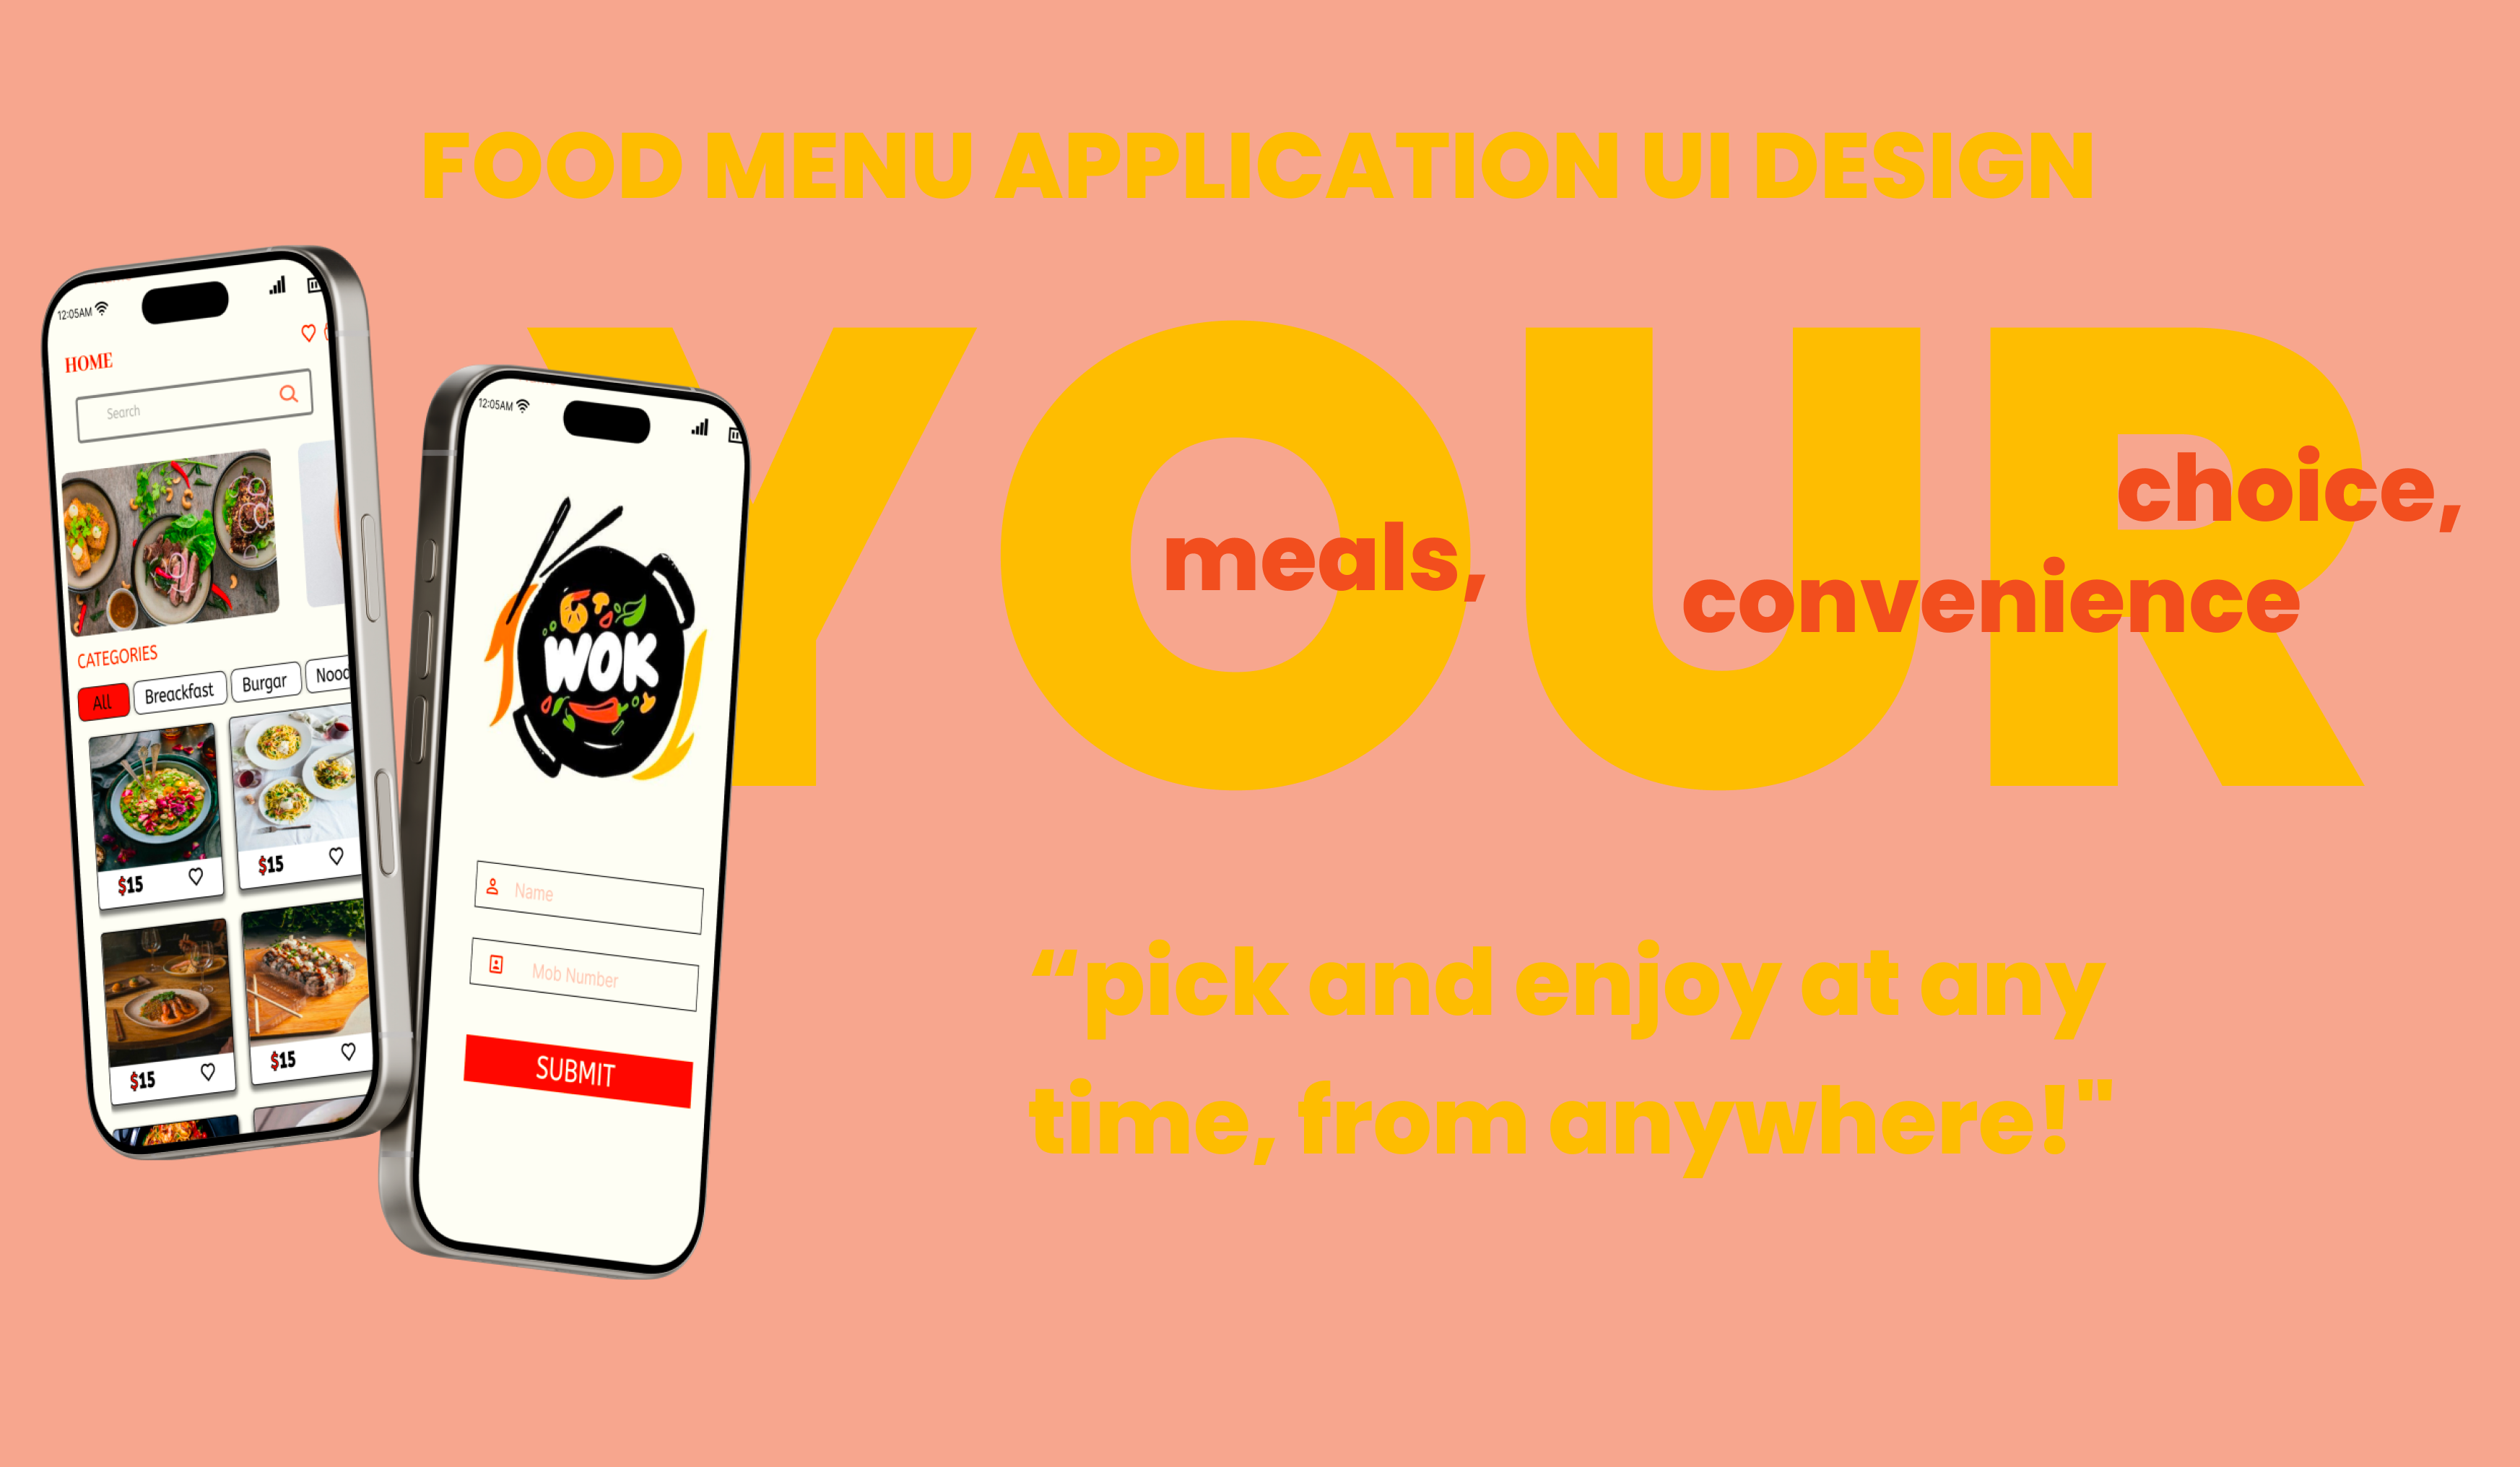 FOOD MENU APPLICATION UI DESIGN
YOUR
choice,
meals,
convenience
“pick and enjoy at any
time, from anywhere!"
12:05AM
HOME
Search
CATEGORIES
All Breackfast Burgar Nood
$15 $15
$15 $15
12:05AM
WOK
Name
Mob Number
SUBMIT